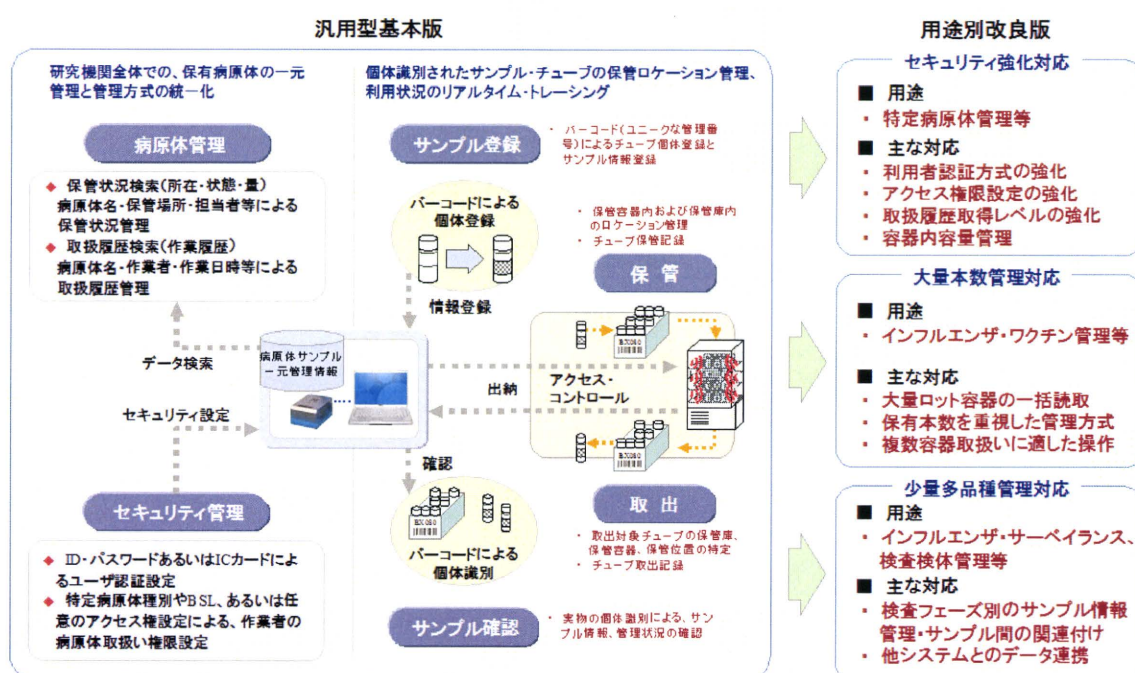 汎用型基本版
研究機関全体での、保有病原体の一元
管理と管理方式の統一化
病原体管理
◆ 保管状況検索(所在・状態・量)
病原体名・保管場所・担当者等による
保管状況管理
◆ 取扱履歴検索(作業履歴)
病原体名・作業者・作業日時等による
取扱履歴管理
データ検索
病原体サンプル
一元管理情報
セキュリティ設定
セキュリティ管理
◆ ID・パスワードあるいはICカードによ
るユーザ認証設定
◆ 特定病原体種別やBSL、あるいは任
意のアクセス権設定による、作業者の
病原体取扱い権限設定
個体識別されたサンプル・チューブの保管ロケーション管理、
利用状況のリアルタイム・トレーシング
サンプル登録
・ バーコード(ユニークな管理番
号)によるチューブ個体登録と
サンプル情報登録
バーコードによる
個体登録
情報登録
・ 保管容器内および保管庫内
のロケーション管理
・ チューブ保管記録
保管
出納
アクセス・
コントロール
確認
バーコードによる
個体識別
取出
・ 取出対象チューブの保管庫、
保管容器、保管位置の特定
・ チューブ取出記録
サンプル確認
・ 実物の個体識別による、サン
プル情報、管理状況の確認
用途別改良版
セキュリティ強化対応
■ 用途
・ 特定病原体管理等
■ 主な対応
・ 利用者認証方式の強化
・ アクセス権限設定の強化
・ 取扱履歴取得レベルの強化
・ 容器内容量管理
大量本数管理対応
■ 用途
・ インフルエンザ・ワクチン管理等
■ 主な対応
・ 大量ロット容器の一括読取
・ 保有本数を重視した管理方式
・ 複数容器取扱いに適した操作
少量多品種管理対応
■ 用途
・ インフルエンザ・サーベイランス、
検査検体管理等
■ 主な対応
・ 検査フェーズ別のサンプル情報
管理・サンプル間の関連付け
・ 他システムとのデータ連携